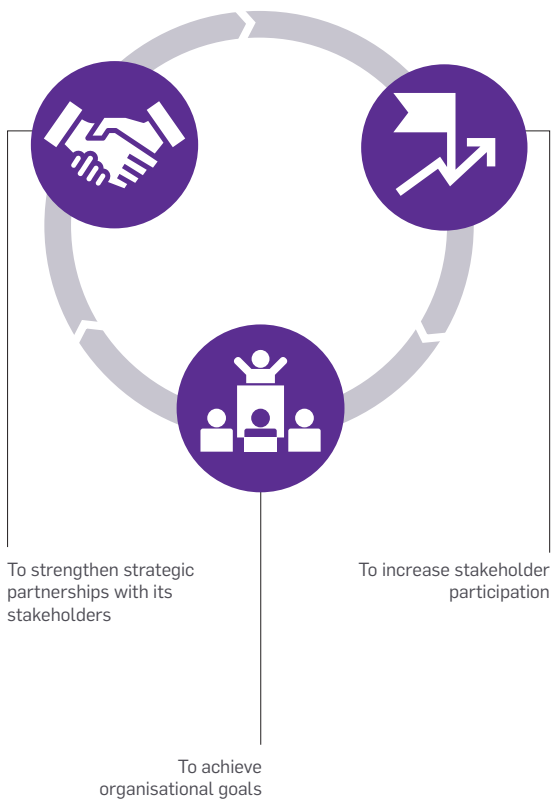 To strengthen strategic
partnerships with its
stakeholders
To increase stakeholder
participation
To achieve
organisational goals